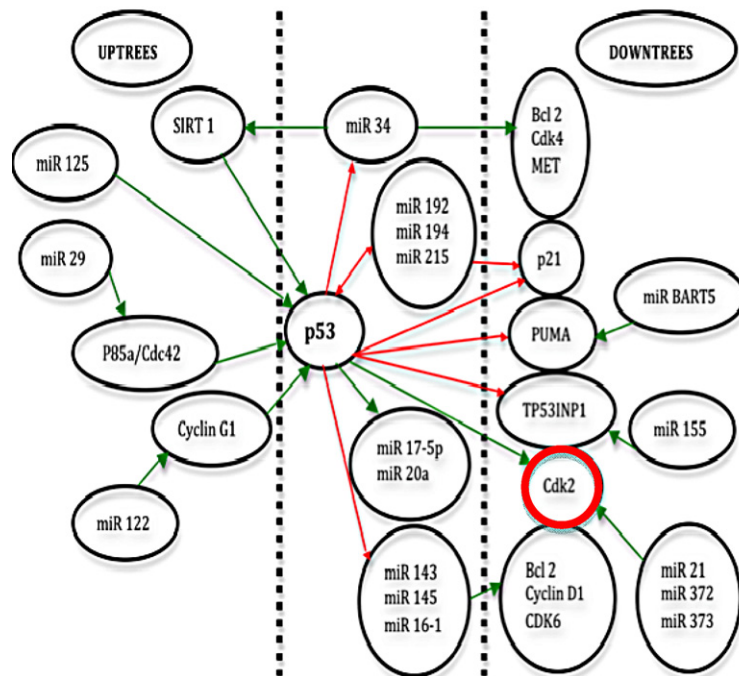 UPTREES
DOWNTREES
SIRT 1
miR 34
Bcl 2
Cdk4
MET
miR 125
miR 192
miR 194
miR 215
miR 29
p21
miR BART5
p53
PUMA
P85a/Cdc42
TP53INP1
Cyclin G1
miR 155
miR 17-5p
miR 20a
Cdk2
miR 122
miR 143
miR 145
miR 16-1
Bcl 2
Cyclin D1
CDK6
miR 21
miR 372
miR 373